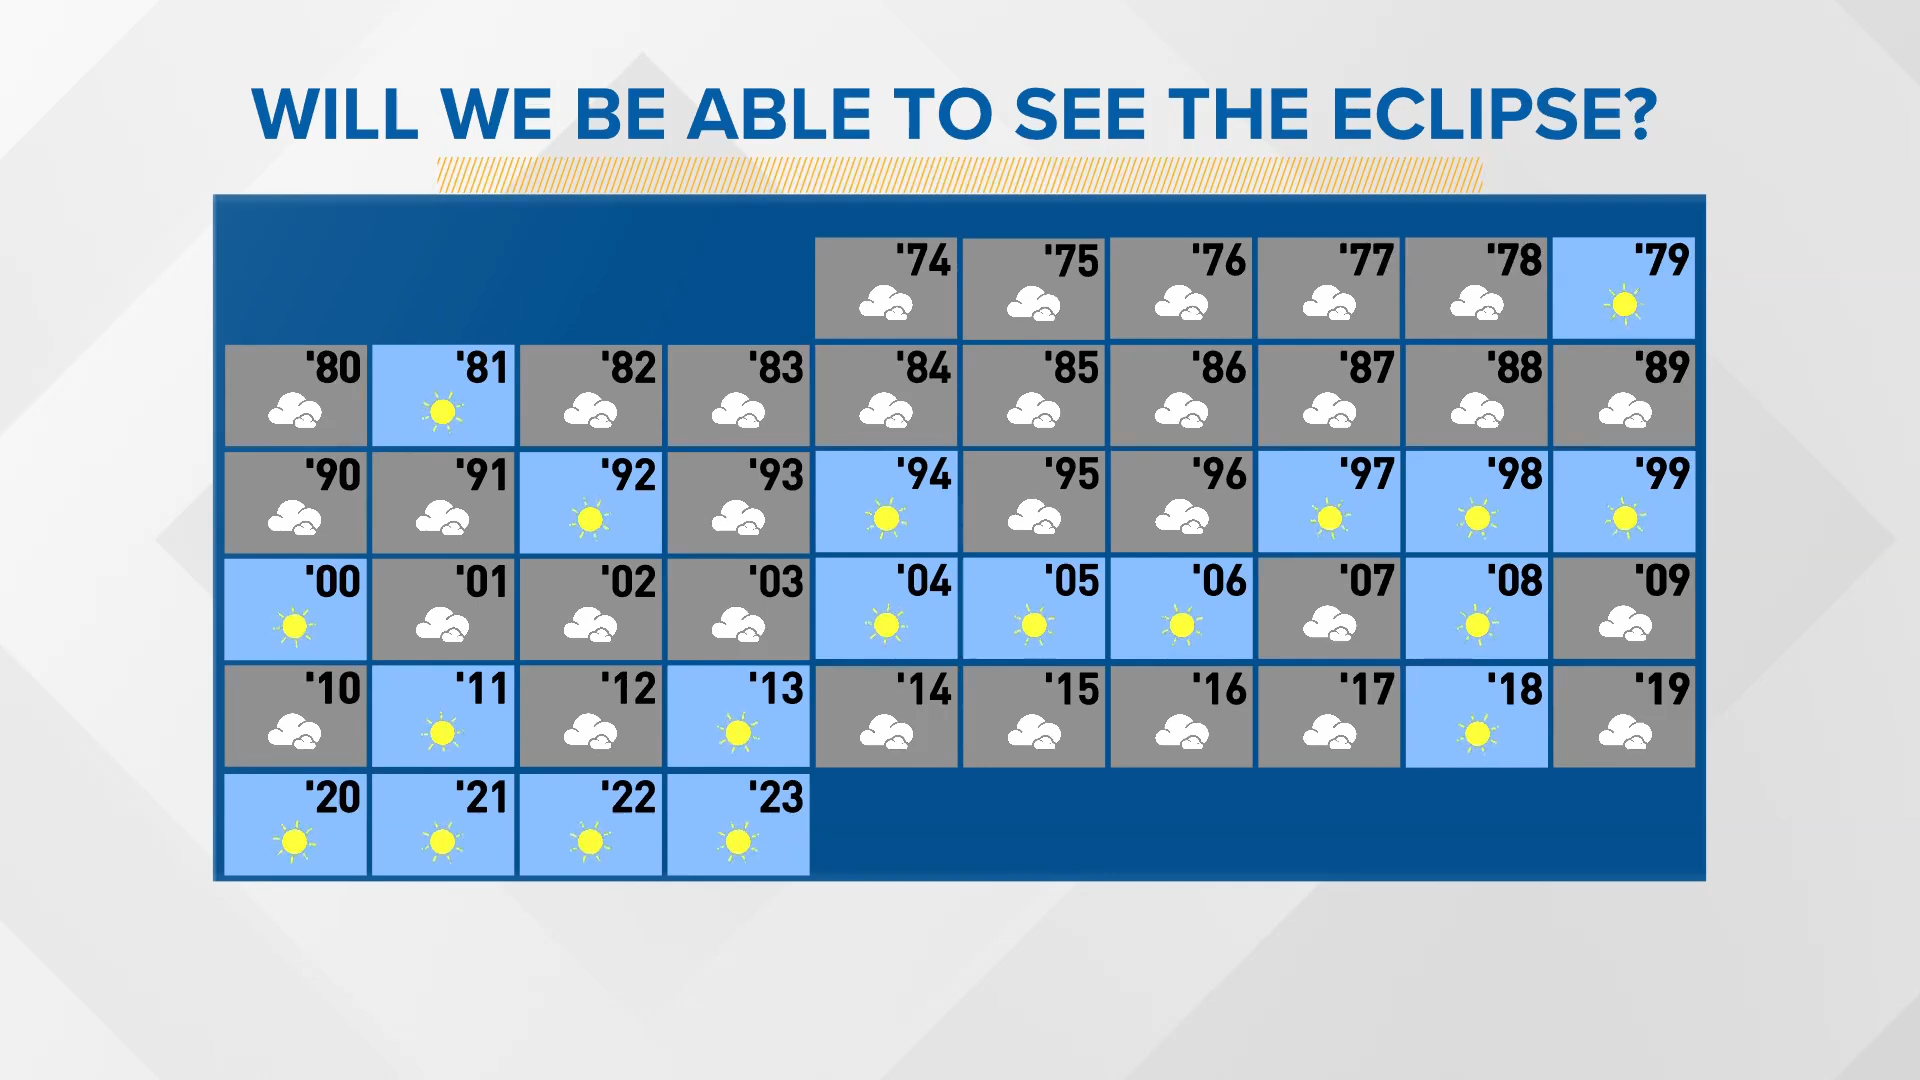 WILL WE BE ABLE TO SEE THE ECLIPSE?
'74 '75 '76 '77 '78 '79
'80 '81 '82 '83 '84 '85 '86 '87 '88 '89
'90 '91 '92 '93 '94 '95 '96 '97 '98 '99
'00 '01 '02 '03 '04 '05 '06 '07 '08 '09
'10 '11 '12 '13 '14 '15 '16 '17 '18 '19
'20 '21 '22 '23